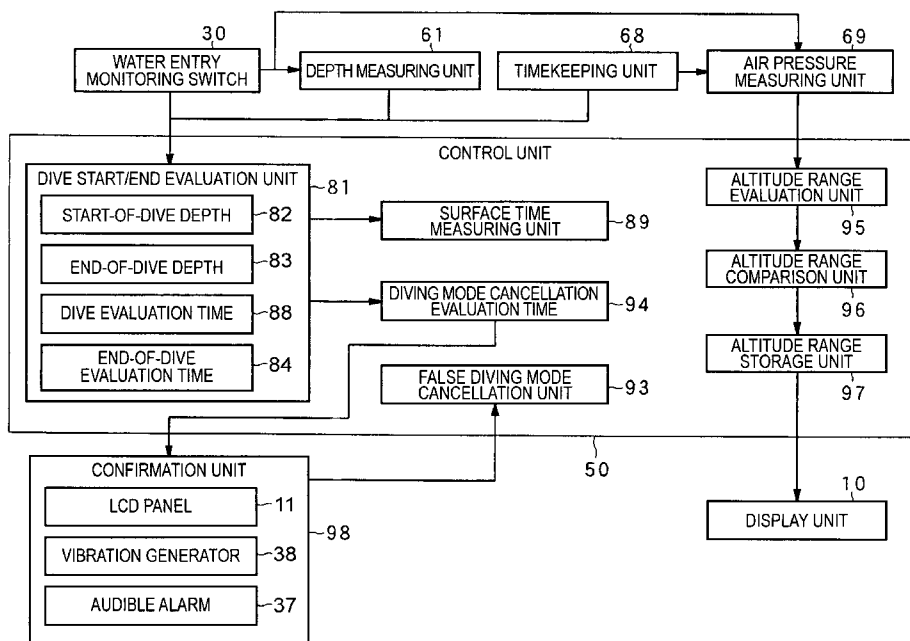 30
61
68
69
WATER ENTRY
MONITORING SWITCH
DEPTH MEASURING UNIT
TIMEKEEPING UNIT
AIR PRESSURE
MEASURING UNIT
CONTROL UNIT
DIVE START/END EVALUATION UNIT
81
START-OF-DIVE DEPTH
82
END-OF-DIVE DEPTH
83
DIVE EVALUATION TIME
88
END-OF-DIVE
EVALUATION TIME
84
SURFACE TIME
MEASURING UNIT
89
DIVING MODE CANCELLATION
EVALUATION TIME
94
FALSE DIVING MODE
CANCELLATION UNIT
93
ALTITUDE RANGE
EVALUATION UNIT
95
ALTITUDE RANGE
COMPARISON UNIT
96
ALTITUDE RANGE
STORAGE UNIT
97
50
CONFIRMATION UNIT
LCD PANEL
11
98
VIBRATION GENERATOR
38
AUDIBLE ALARM
37
10
DISPLAY UNIT